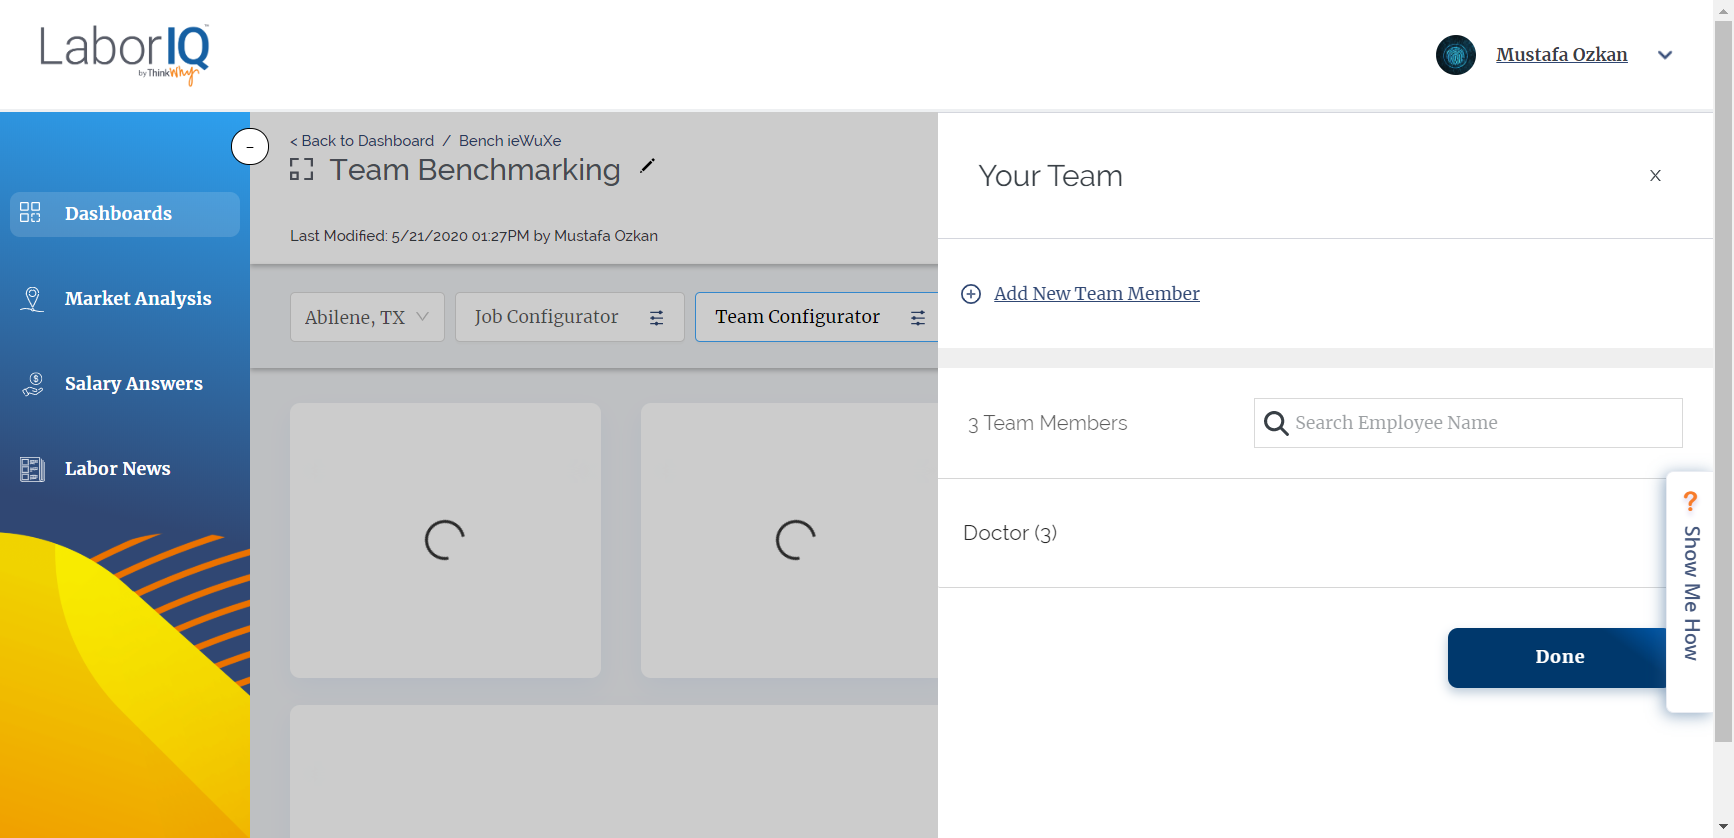 LaborIQ
by ThinkWhy
Mustafa Ozkan
-
< Back to Dashboard / Bench ieWuXe
Team Benchmarking
Last Modified: 5/21/2020 01:27PM by Mustafa Ozkan
Dashboards
Market Analysis
Salary Answers
Labor News
Abilene, TX
Job Configurator
Team Configurator
Your Team
X
Add New Team Member
3 Team Members
Search Employee Name
Doctor (3)
Done
? Show Me How